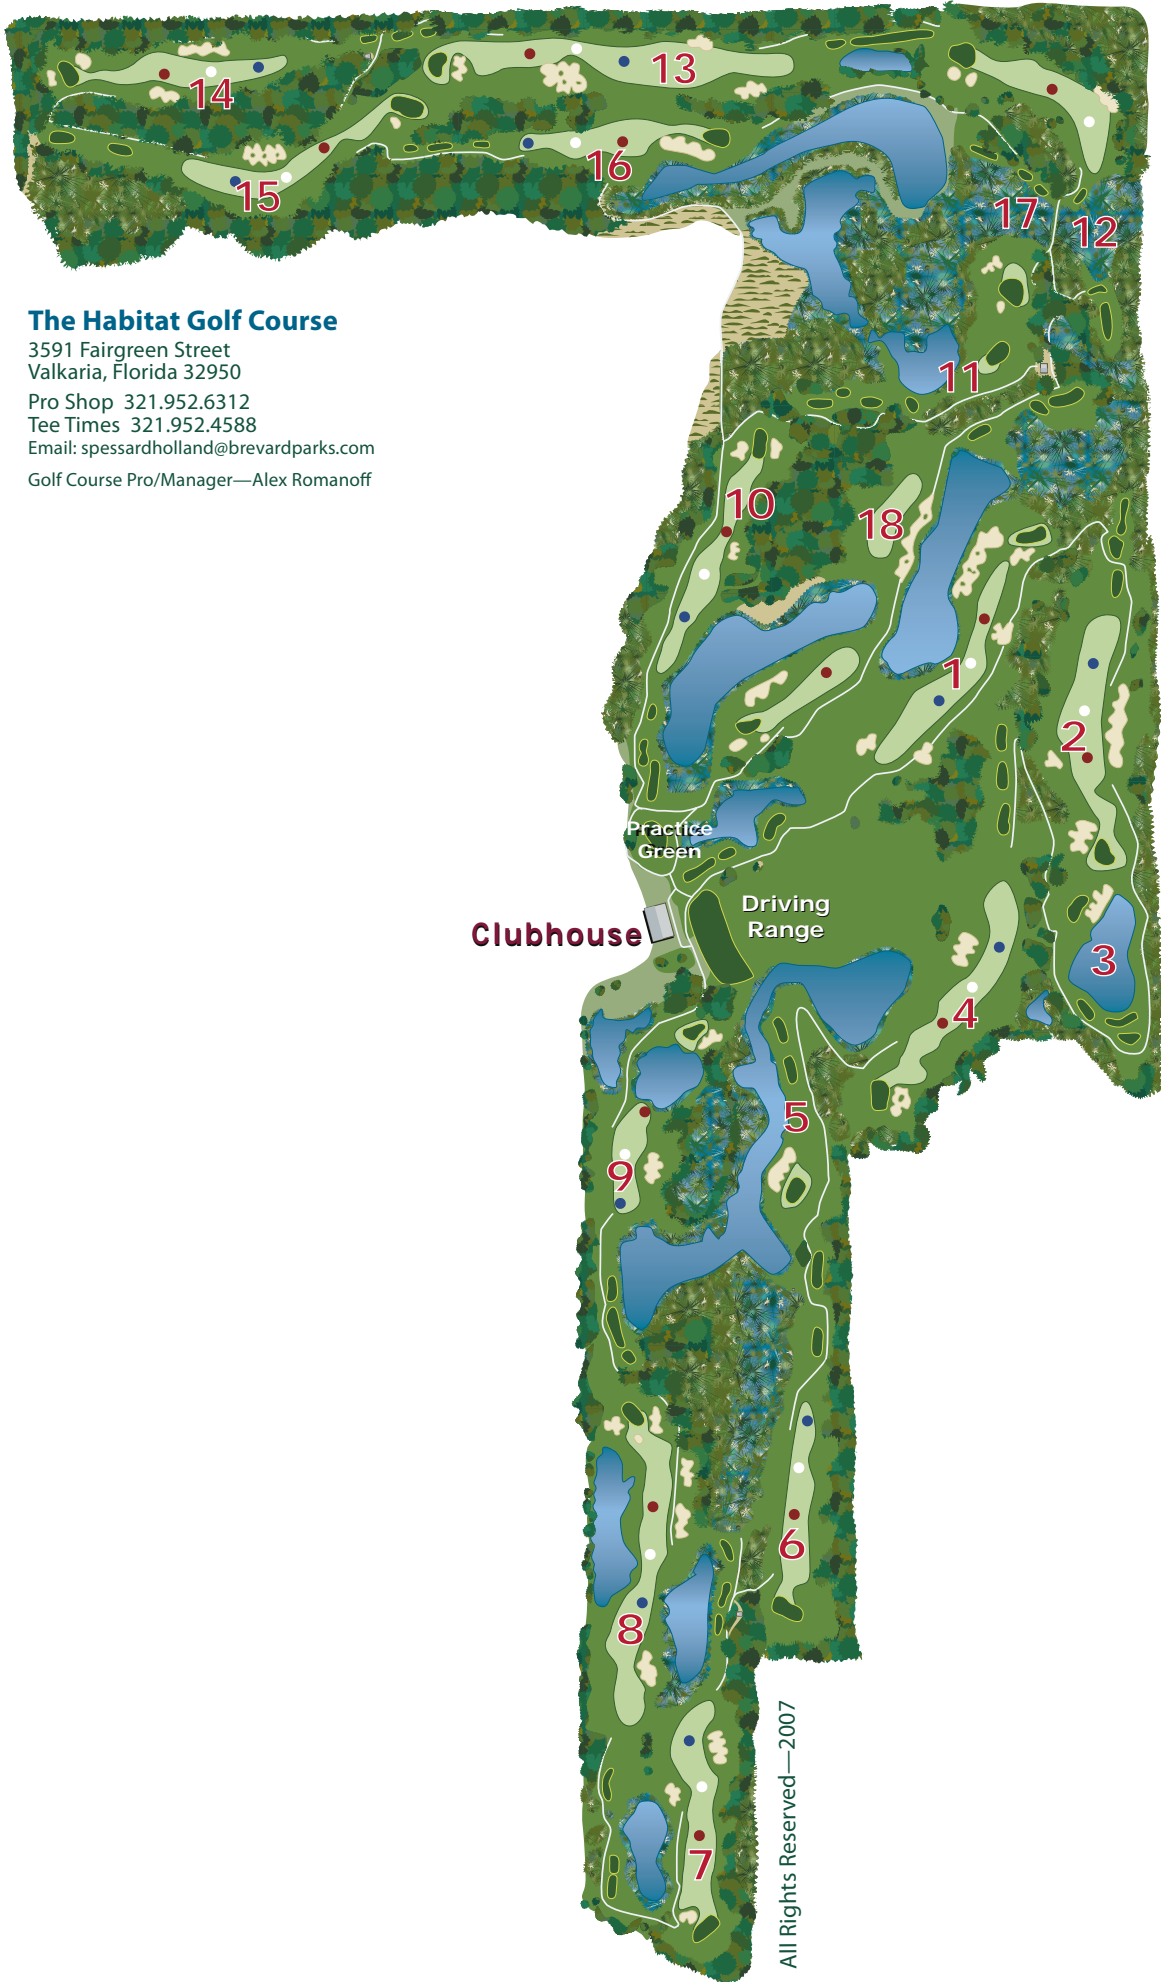 14
13
16
15
17
12
The Habitat Golf Course
3591 Fairgreen Street
Valkaria, Florida 32950
Pro Shop 321.952.6312
Tee Times 321.952.4588
Email: spessardholland@brevardparks.com
Golf Course Pro/Manager—Alex Romanoff
11
10
18
1
2
Practice
Green
Driving
Range
Clubhouse
3
4
5
9
6
8
7
All Rights Reserved—2007